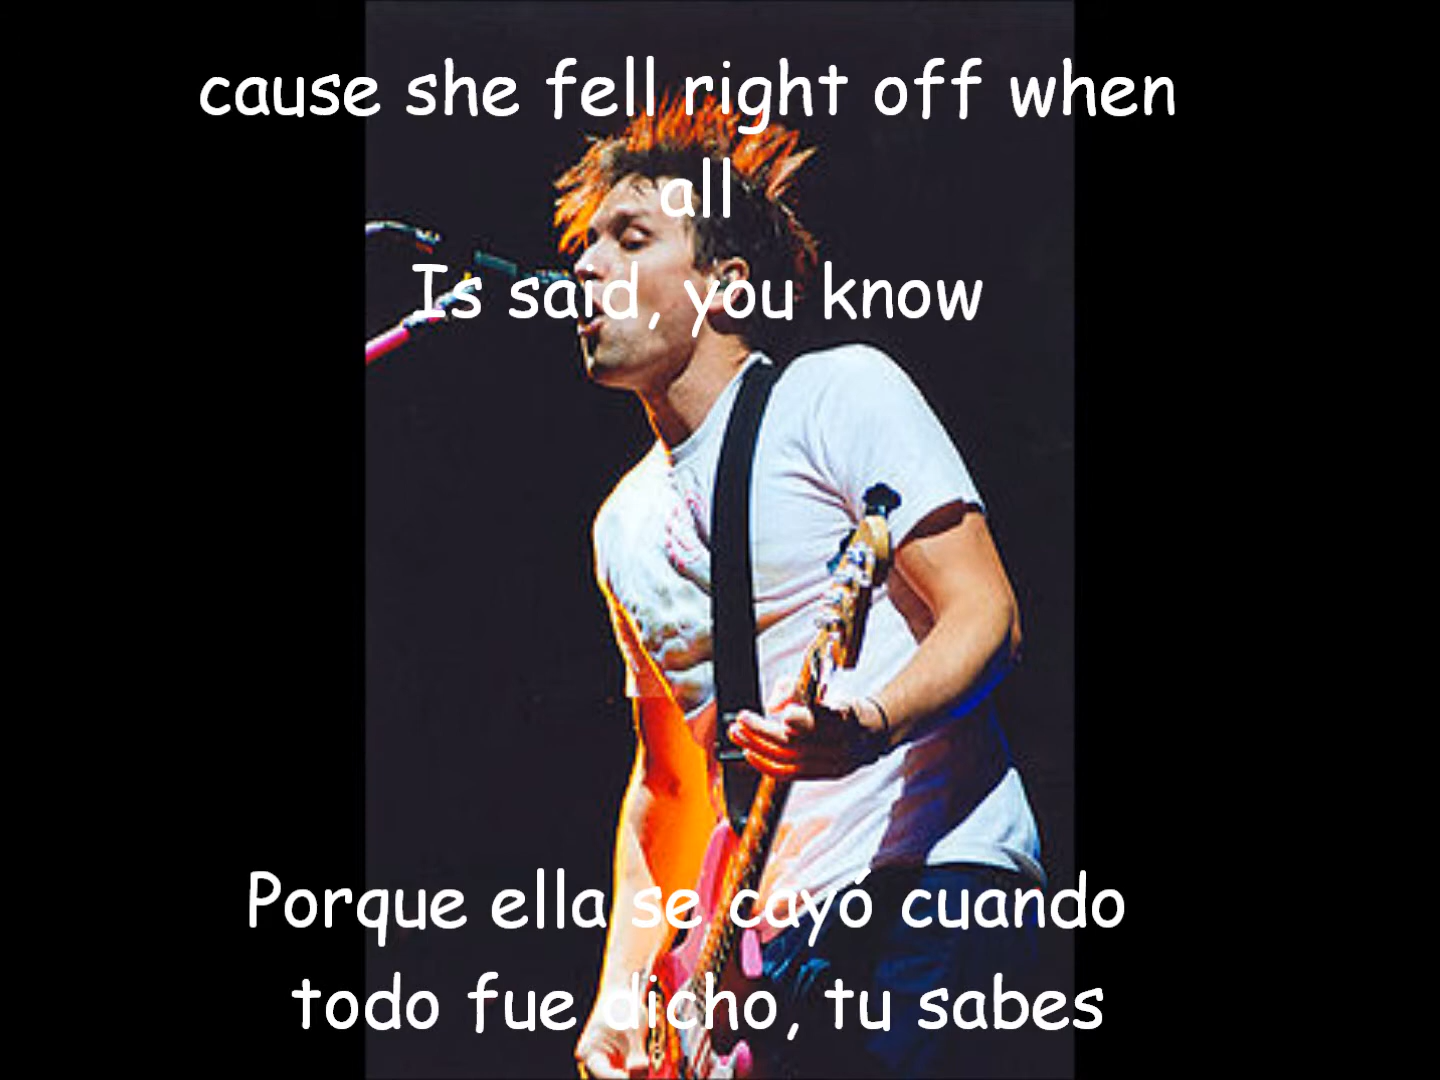 cause she fell right off when
all
Is said, you know
Porque ella se cayó cuando
todo fue dicho, tu sabes